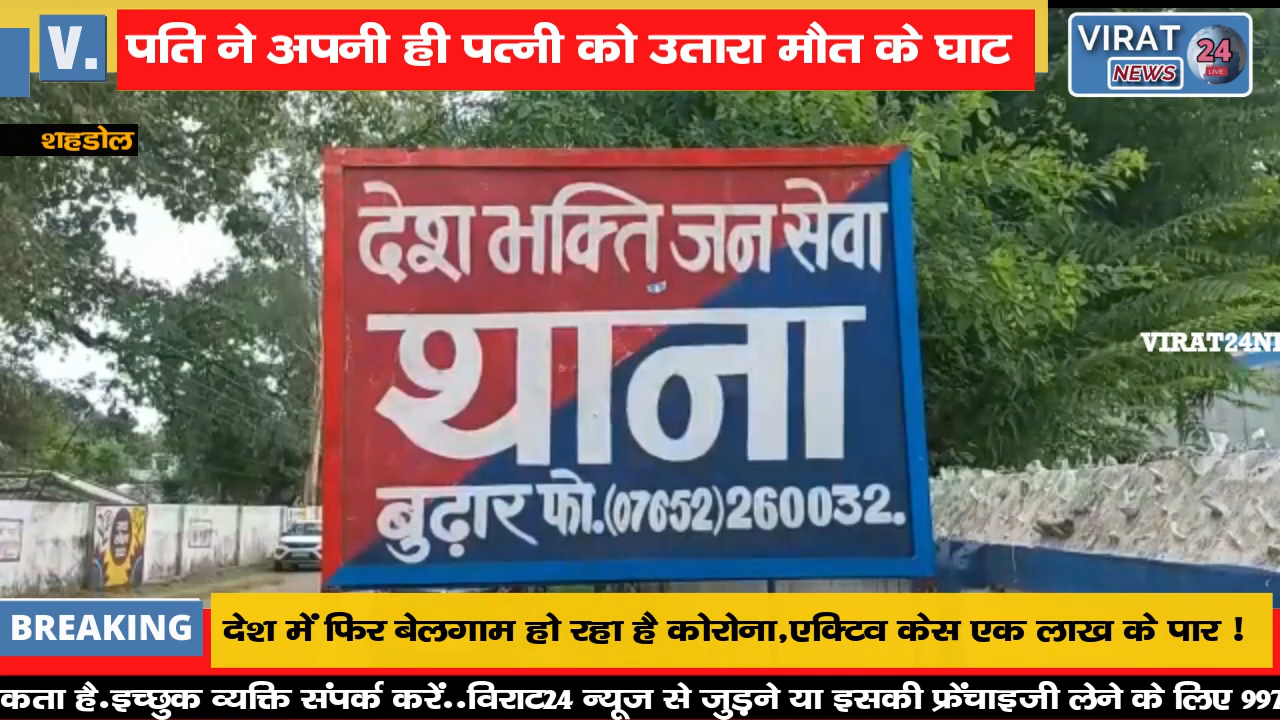 V.
पति ने अपनी ही पत्नी को उतारा मौत के घाट
VIRAT
24
NEWS
LIVE
शहडोल
देश भक्ति जन सेवा
थाना
बुढ़ार फो.(07652)260032.
VIRAT24NE
BREAKING
देश में फिर बेलगाम हो रहा है कोरोना,एक्टिव केस एक लाख के पार !
कता है.इच्छुक व्यक्ति संपर्क करें..विराट24 न्यूज से जुड़ने या इसकी फ्रेंचाइजी लेने के लिए 997